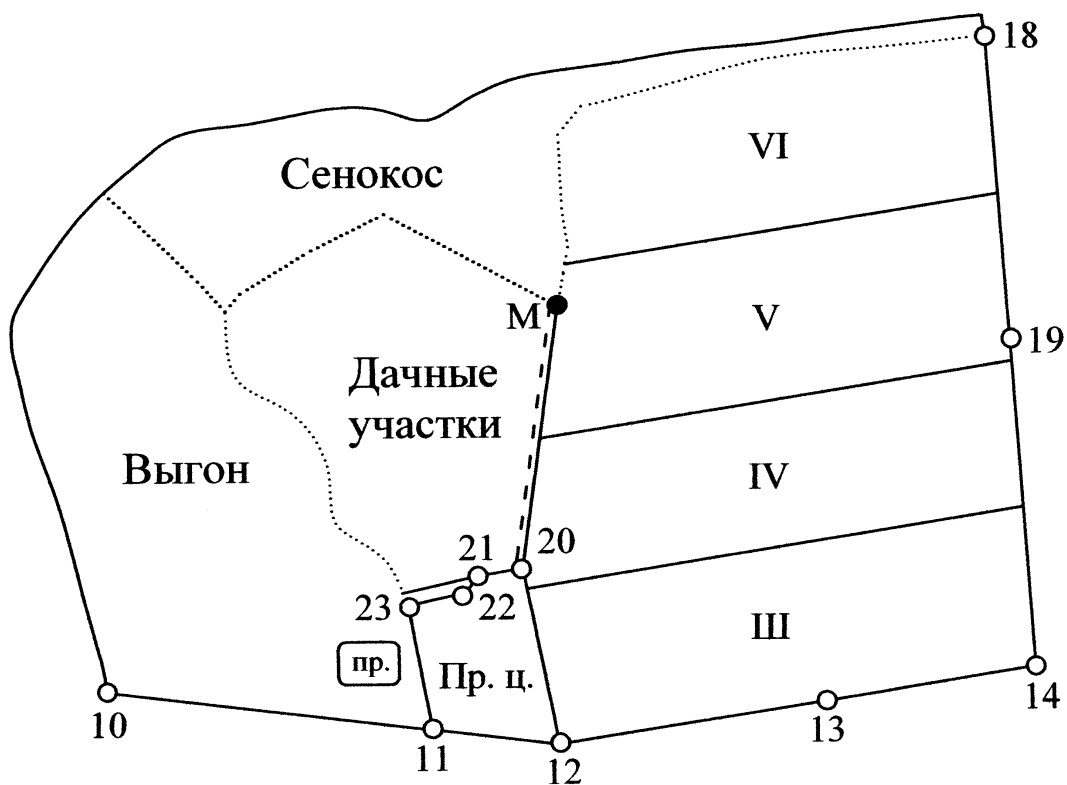 18
VI
Сенокос
М
V
19
Дачные
участки
Выгон
IV
21
20
23
22
пр.
Пр. ц.
III
10
11
12
13
14